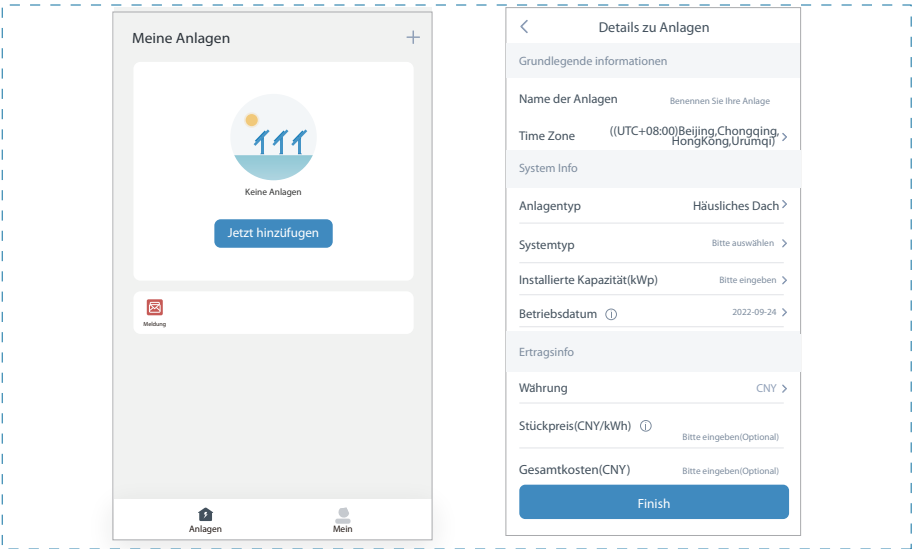 Meine Anlagen
Keine Anlagen
Jetzt hinzüfugen
Meldung
Anlagen
Mein
Details zu Anlagen
Grundlegende informationen
Name der Anlagen
Benennen Sie Ihre Anlage
Time Zone
((UTC+08:00)Beijing,Chongqing,
HongKong,Urumqi)
System Info
Anlagentyp
Häusliches Dach
Systemtyp
Bitte auswählen
Installierte Kapazität(kWp)
Bitte eingeben
Betriebsdatum
2022-09-24
Ertragsinfo
Währung
CNY
Stückpreis(CNY/kWh)
Bitte eingeben(Optional)
Gesamtkosten(CNY)
Bitte eingeben(Optional)
Finish